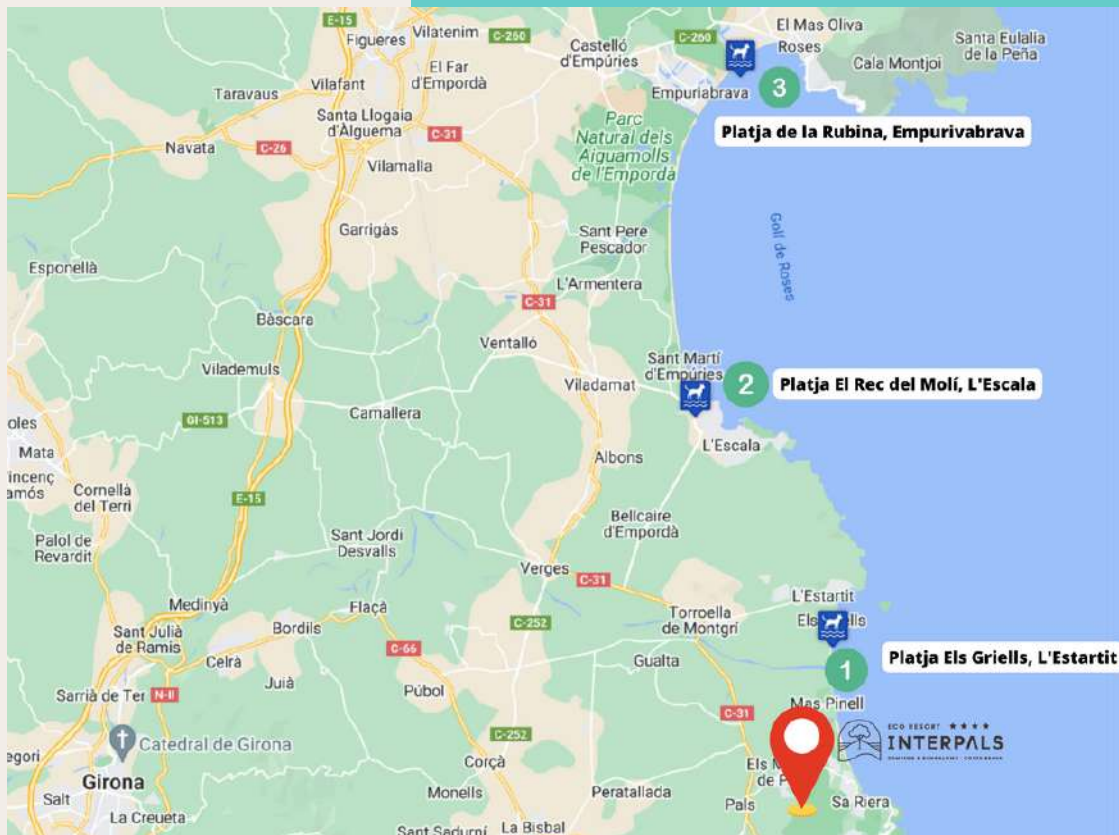 E-15
Figueres
Vilatenim
C-260
Castelló
d'Empúries
C-260
El Mas Oliva
Roses
Santa Eulalia
de la Peña
Cala Montjoi
Taravaus
Vilafant
El Far
d'Empordà
Empuriabrava
3
Santa Llogaia
d'Àlguema
C-31
Parc
Natural dels
Aiguamolls
de l'Empordà
Platja de la Rubina, Empurivabrava
Navata
C-26
Vilamalla
Garrigàs
Sant Pere
Pescador
Golf de Roses
Esponellà
L'Armentera
C-31
Bàscara
Ventalló
Sant Martí
d'Empúries
Vilademuls
Viladamat
2
Platja El Rec del Molí, L'Escala
GI-513
Camallera
L'Escala
oles
Mata
Albons
Cornellà
del Terri
E-15
Bellcaire
d'Empordà
Palol de
Revardit
Sant Jordi
Desvalls
Verges
C-31
L'Estartit
Medinyà
Flaçà
Torroella
de Montgrí
Sant Julià
de Ramis
Bordils
C-252
Celrà
C-66
Gualta
1
Platja Els Griells, L'Estartit
Juià
Púbol
Sarrià de Ter
N-II
Mas Pinell
C-31
ECO RESORT
INTERPALS
Catedral de Girona
C-252
Girona
Corçà
Salt
Monells
Peratallada
Pals
Sa Riera
La Creueta
Sant Sadurní
La Bisbal